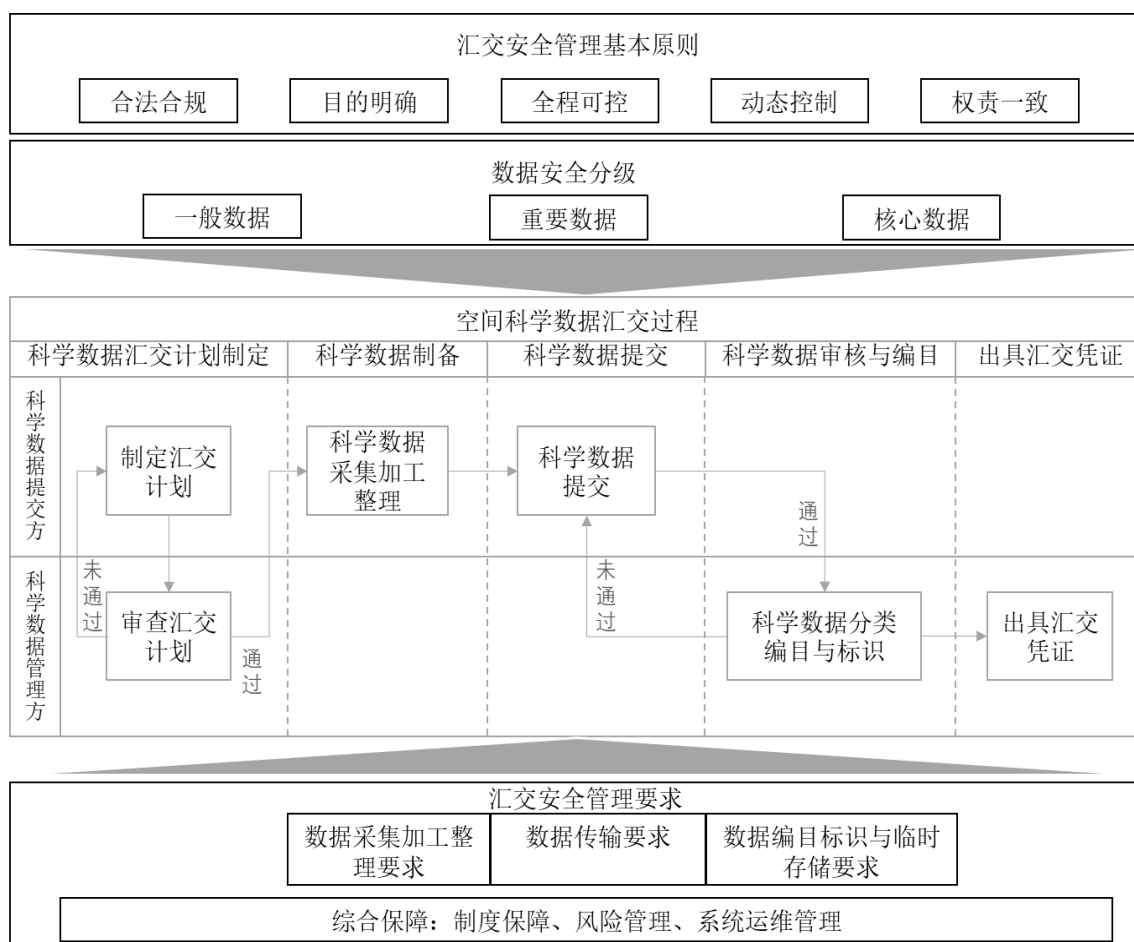 汇交安全管理基本原则
合法合规
目的明确
全程可控
动态控制
权责一致
数据安全分级
一般数据
重要数据
核心数据
空间科学数据汇交过程
科学数据汇交计划制定
科学数据制备
科学数据提交
科学数据审核与编目
出具汇交凭证
科学数据提交方
制定汇交
计划
科学数据
采集加工
整理
科学数据
提交
通过
科学数据管理方
未通过
审查汇交
计划
通过
未通过
科学数据分类
编目与标识
出具汇交
凭证
汇交安全管理要求
数据采集加工整
理要求
数据传输要求
数据编目标识与临时
存储要求
综合保障：制度保障、风险管理、系统运维管理